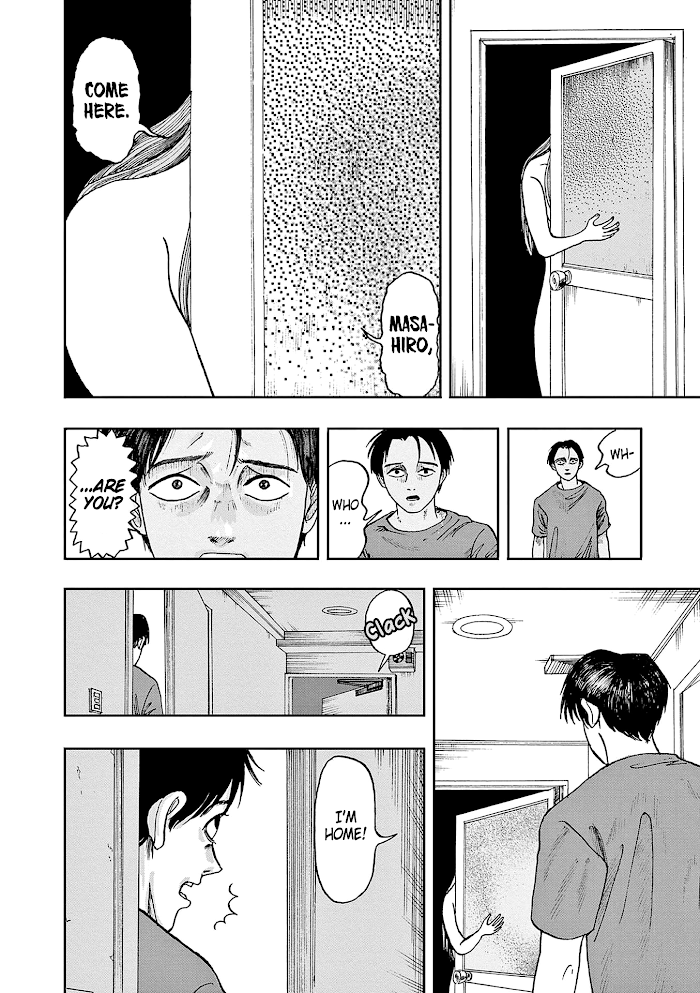 MASA-
HIRO,
COME
HERE.
WH-
WHO
...
...ARE
YOU?
Clack
I'M
HOME!